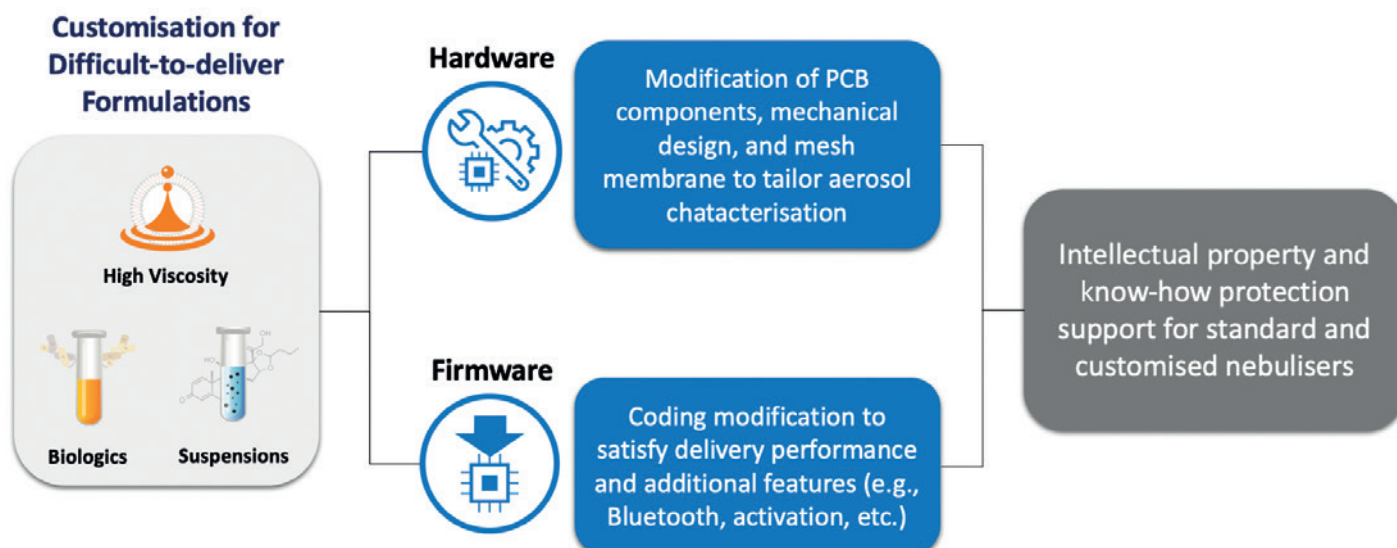 Customisation for
Difficult-to-deliver
Formulations
High Viscosity
Biologics
Suspensions
Hardware
Modification of PCB
components, mechanical
design, and mesh
membrane to tailor aerosol
chatacterisation
Firmware
Coding modification to
satisfy delivery performance
and additional features (e.g.,
Bluetooth, activation, etc.)
Intellectual property and
know-how protection
support for standard and
customised nebulisers